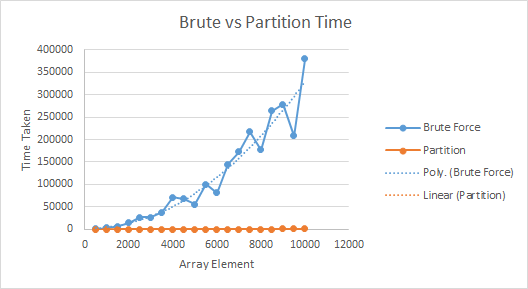 Brute vs Partition Time
400000
350000
300000
250000
200000
150000
100000
50000
0
0 2000 4000 6000 8000 10000 12000
Time Taken
Array Element
Brute Force
Partition
Poly. (Brute Force)
Linear (Partition)